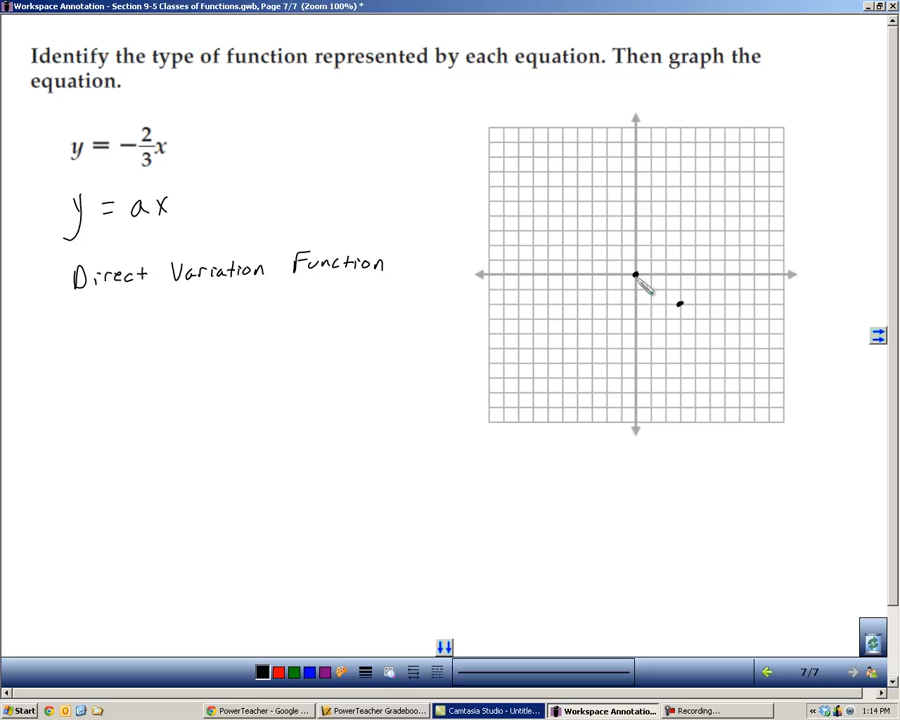 Workspace Annotation - Section 9-5 Classes of Functions.gwb, Page 7/7 (Zoom 100%) *
Identify the type of function represented by each equation. Then graph the
equation.
y = -2/3x
y = ax
Direct Variation Function
7/7
Start
PowerTeacher - Google ...
PowerTeacher Gradeboo...
Camtasia Studio - Untitle...
Workspace Annotatio...
Recording...
1:14 PM